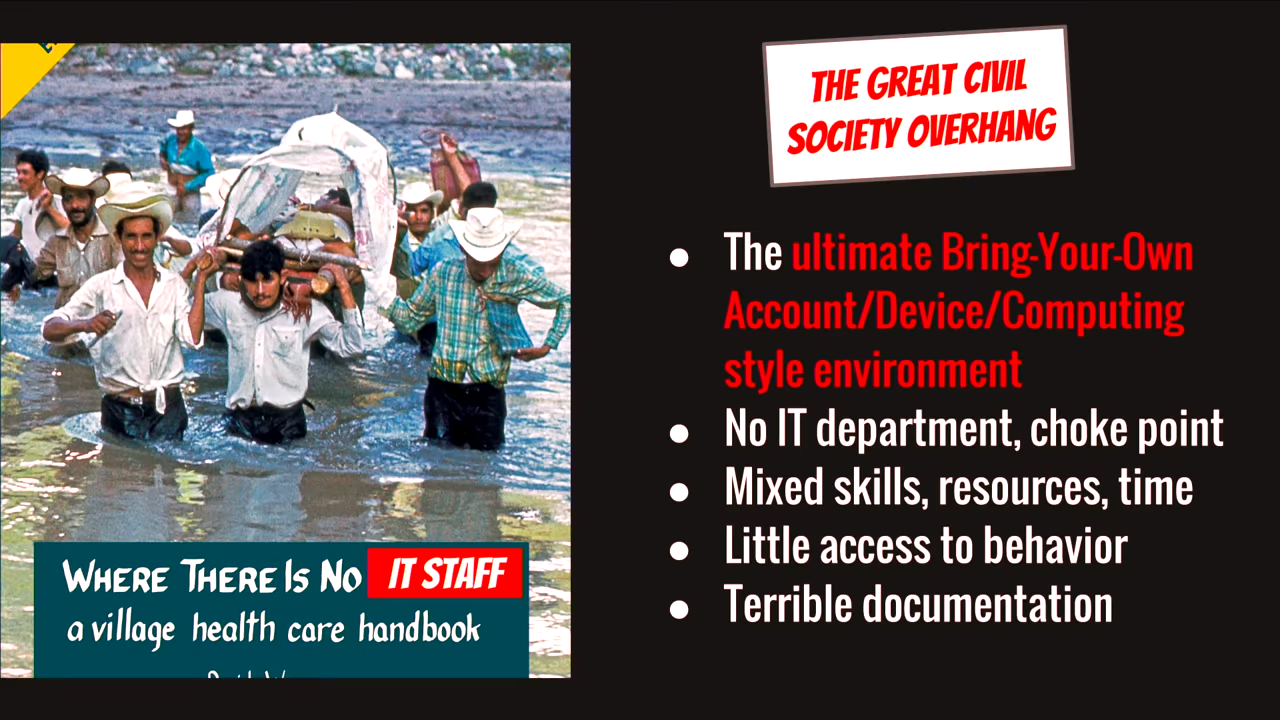 THE GREAT CIVIL
SOCIETY OVERHANG
● The ultimate Bring-Your-Own
Account/Device/Computing
style environment
● No IT department, choke point
● Mixed skills, resources, time
● Little access to behavior
● Terrible documentation
WHERE THERE IS NO IT STAFF
a village health care handbook